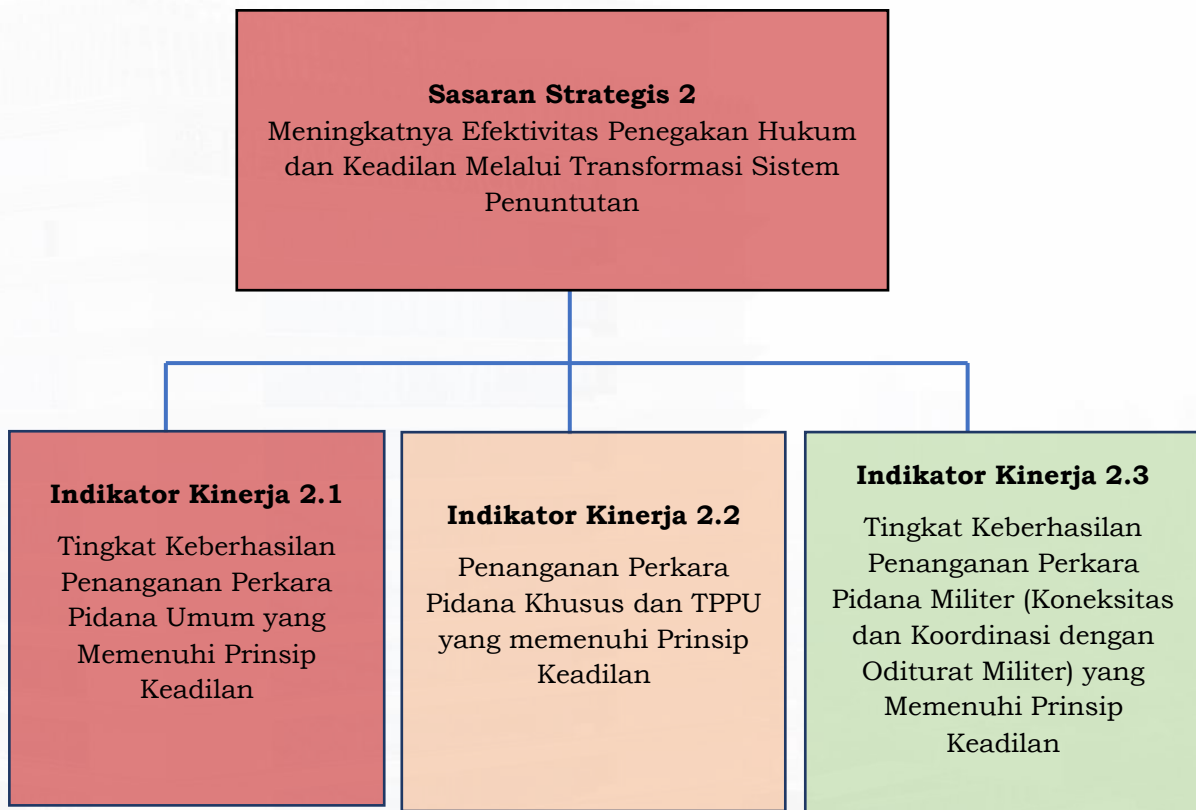 Sasaran Strategis 2
Meningkatnya Efektivitas Penegakan Hukum
dan Keadilan Melalui Transformasi Sistem
Penuntutan
Indikator Kinerja 2.1
Tingkat Keberhasilan
Penanganan Perkara
Pidana Umum yang
Memenuhi Prinsip
Keadilan
Indikator Kinerja 2.2
Penanganan Perkara
Pidana Khusus dan TPPU
yang memenuhi Prinsip
Keadilan
Indikator Kinerja 2.3
Tingkat Keberhasilan
Penanganan Perkara
Pidana Militer (Koneksitas
dan Koordinasi dengan
Oditurat Militer) yang
Memenuhi Prinsip
Keadilan